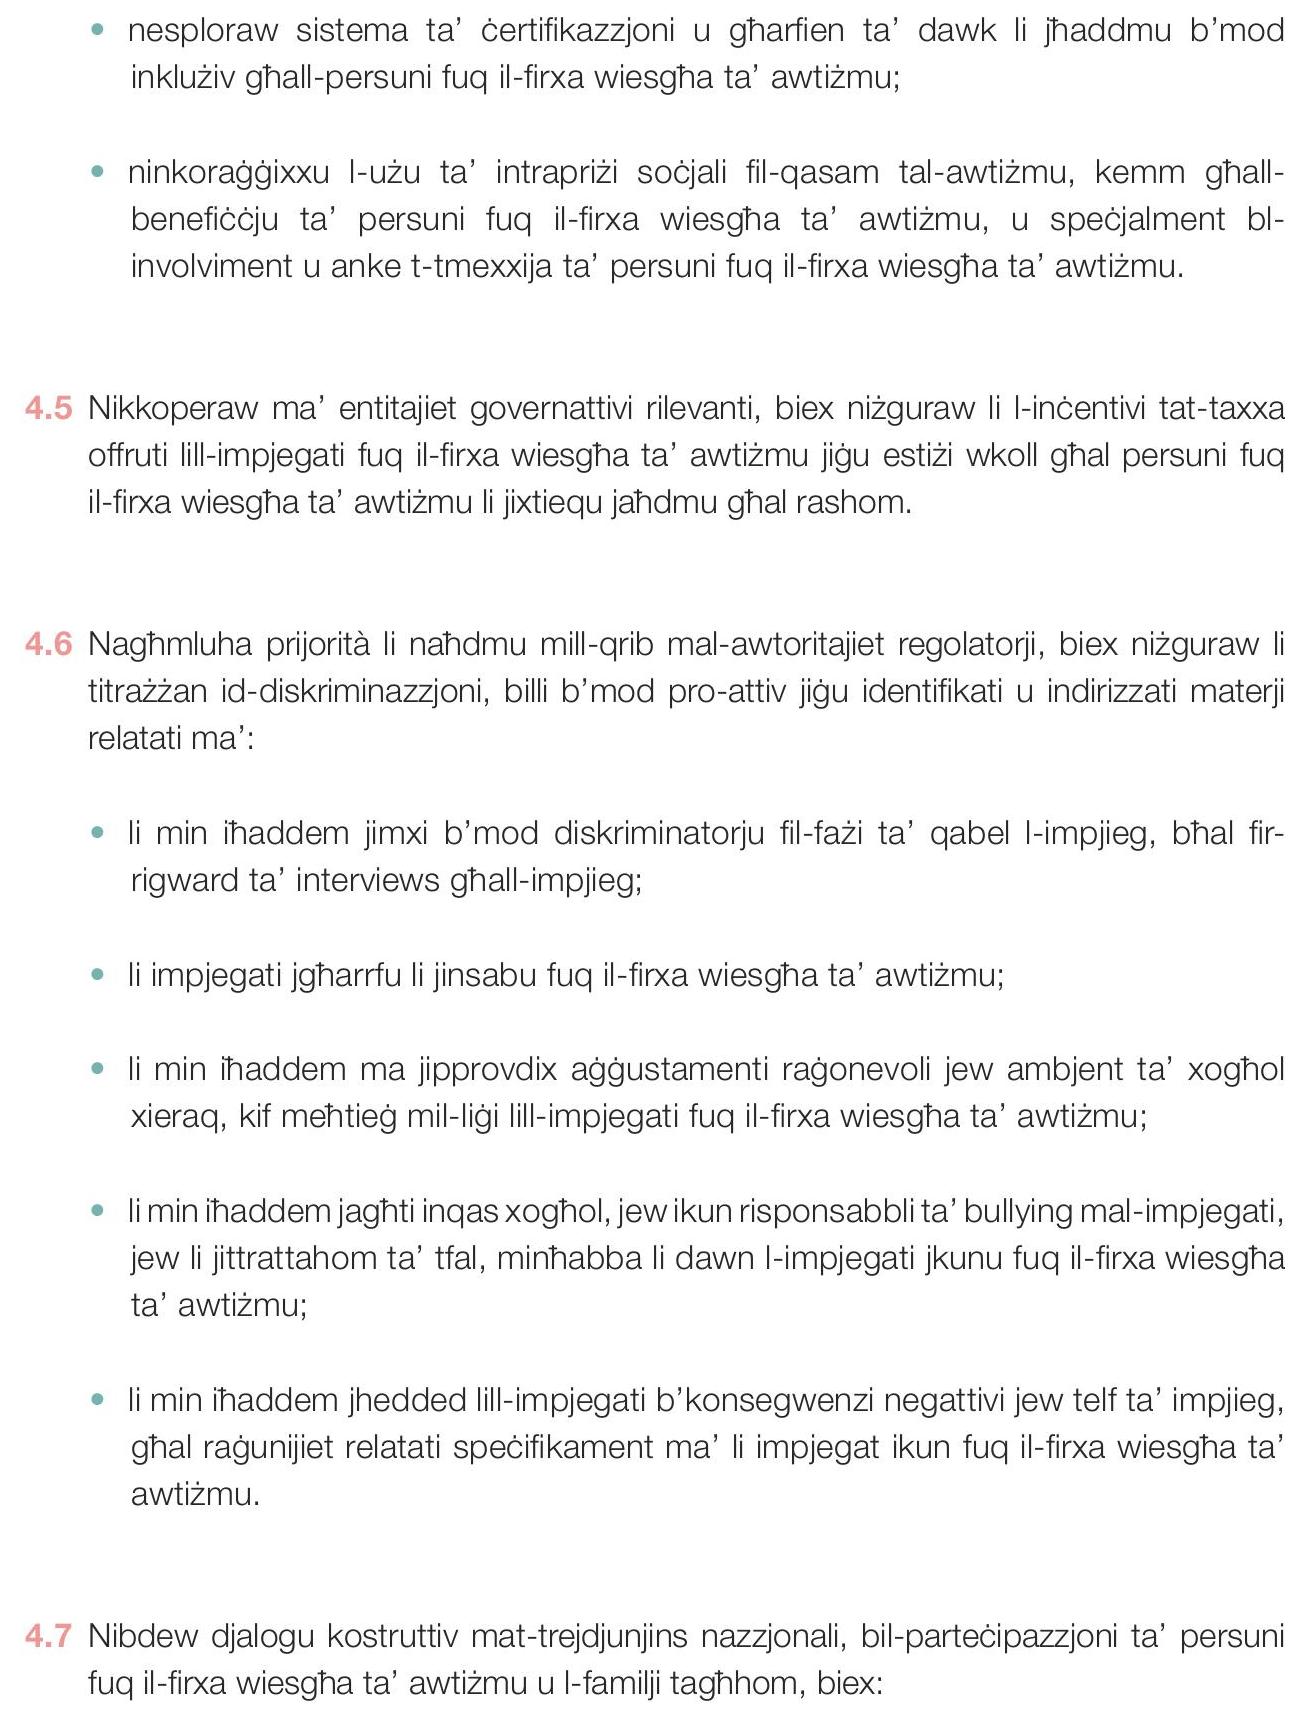 • nesploraw sistema ta’ ċertifikazzjoni u għarfien ta’ dawk li jħaddmu b’mod
inklużiv għall-persuni fuq il-firxa wiesgħa ta’ awtiżmu;
• ninkoraġġixxu l-użu ta’ intrapriżi soċjali fil-qasam tal-awtiżmu, kemm għall-
benefiċċju ta’ persuni fuq il-firxa wiesgħa ta’ awtiżmu, u speċjalment bl-
involviment u anke t-tmexxija ta’ persuni fuq il-firxa wiesgħa ta’ awtiżmu.
4.5 Nikkoperaw ma’ entitajiet governattivi rilevanti, biex niżguraw li l-inċentivi tat-taxxa
offruti lill-impjegati fuq il-firxa wiesgħa ta’ awtiżmu jiġu estiżi wkoll għal persuni fuq
il-firxa wiesgħa ta’ awtiżmu li jixtiequ jaħdmu għal rashom.
4.6 Nagħmluha prijorità li naħdmu mill-qrib mal-awtoritajiet regolatorji, biex niżguraw li
titrażżan id-diskriminazzjoni, billi b’mod pro-attiv jiġu identifikati u indirizzati materji
relatati ma’:
• li min iħaddem jimxi b’mod diskriminatorju fil-fażi ta’ qabel l-impjieg, bħal fir-
rigward ta’ interviews għall-impjieg;
• li impjegati jgħarrfu li jinsabu fuq il-firxa wiesgħa ta’ awtiżmu;
• li min iħaddem ma jipprovdix aġġustamenti raġonevoli jew ambjent ta’ xogħol
xieraq, kif meħtieġ mil-liġi lill-impjegati fuq il-firxa wiesgħa ta’ awtiżmu;
• li min iħaddem jagħti inqas xogħol, jew ikun risponsabbli ta’ bullying mal-impjegati,
jew li jittrattahom ta’ tfal, minħabba li dawn l-impjegati jkunu fuq il-firxa wiesgħa
ta’ awtiżmu;
• li min iħaddem jhedded lill-impjegati b’konsegwenzi negattivi jew telf ta’ impjieg,
għal raġunijiet relatati speċifikament ma’ li impjegat ikun fuq il-firxa wiesgħa ta’
awtiżmu.
4.7 Nibdew djalogu kostruttiv mat-trejdjunjins nazzjonali, bil-parteċipazzjoni ta’ persuni
fuq il-firxa wiesgħa ta’ awtiżmu u l-familji tagħhom, biex: